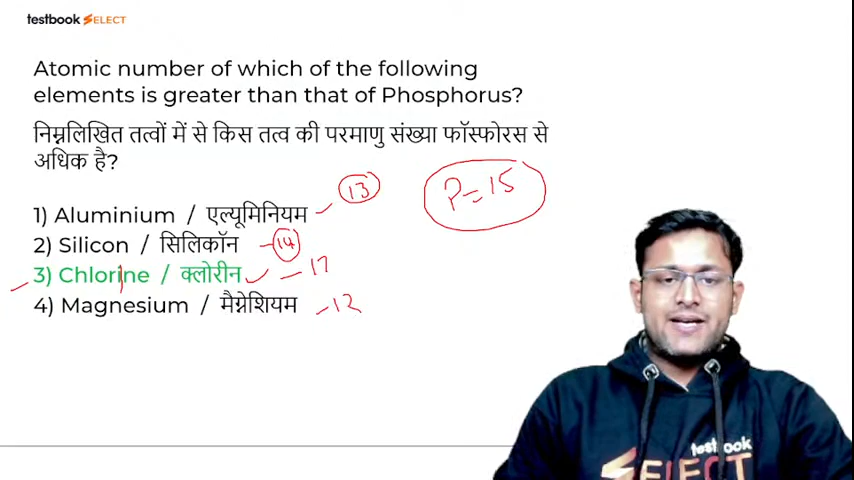 testbook SELECT
Atomic number of which of the following
elements is greater than that of Phosphorus?
निम्नलिखित तत्वों में से किस तत्व की परमाणु संख्या फॉस्फोरस से
अधिक है?
P=15
1) Aluminium / एल्यूमिनियम 13
2) Silicon / सिलिकॉन 14
3) Chlorine / क्लोरीन 17
4) Magnesium / मैग्नेशियम 12
testbook
SELECT